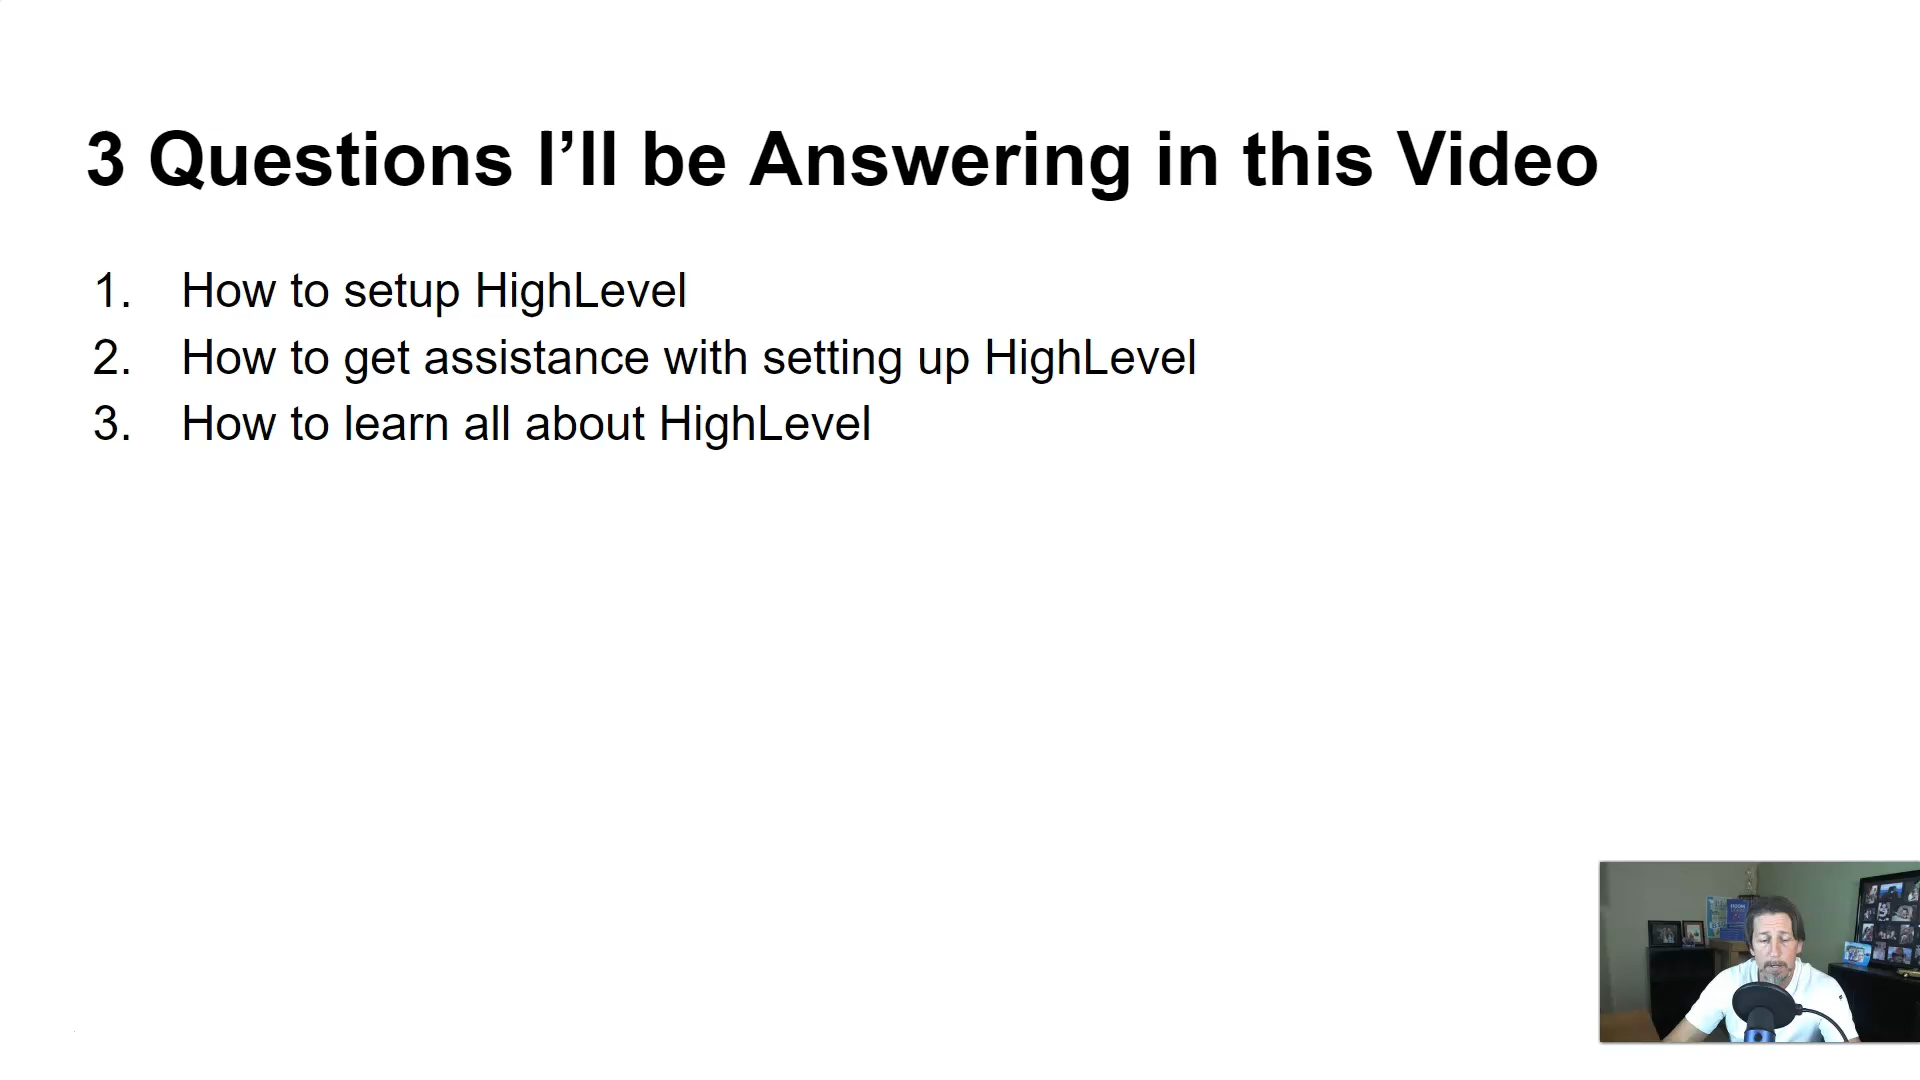 3 Questions I’ll be Answering in this Video
1. How to setup HighLevel
2. How to get assistance with setting up HighLevel
3. How to learn all about HighLevel